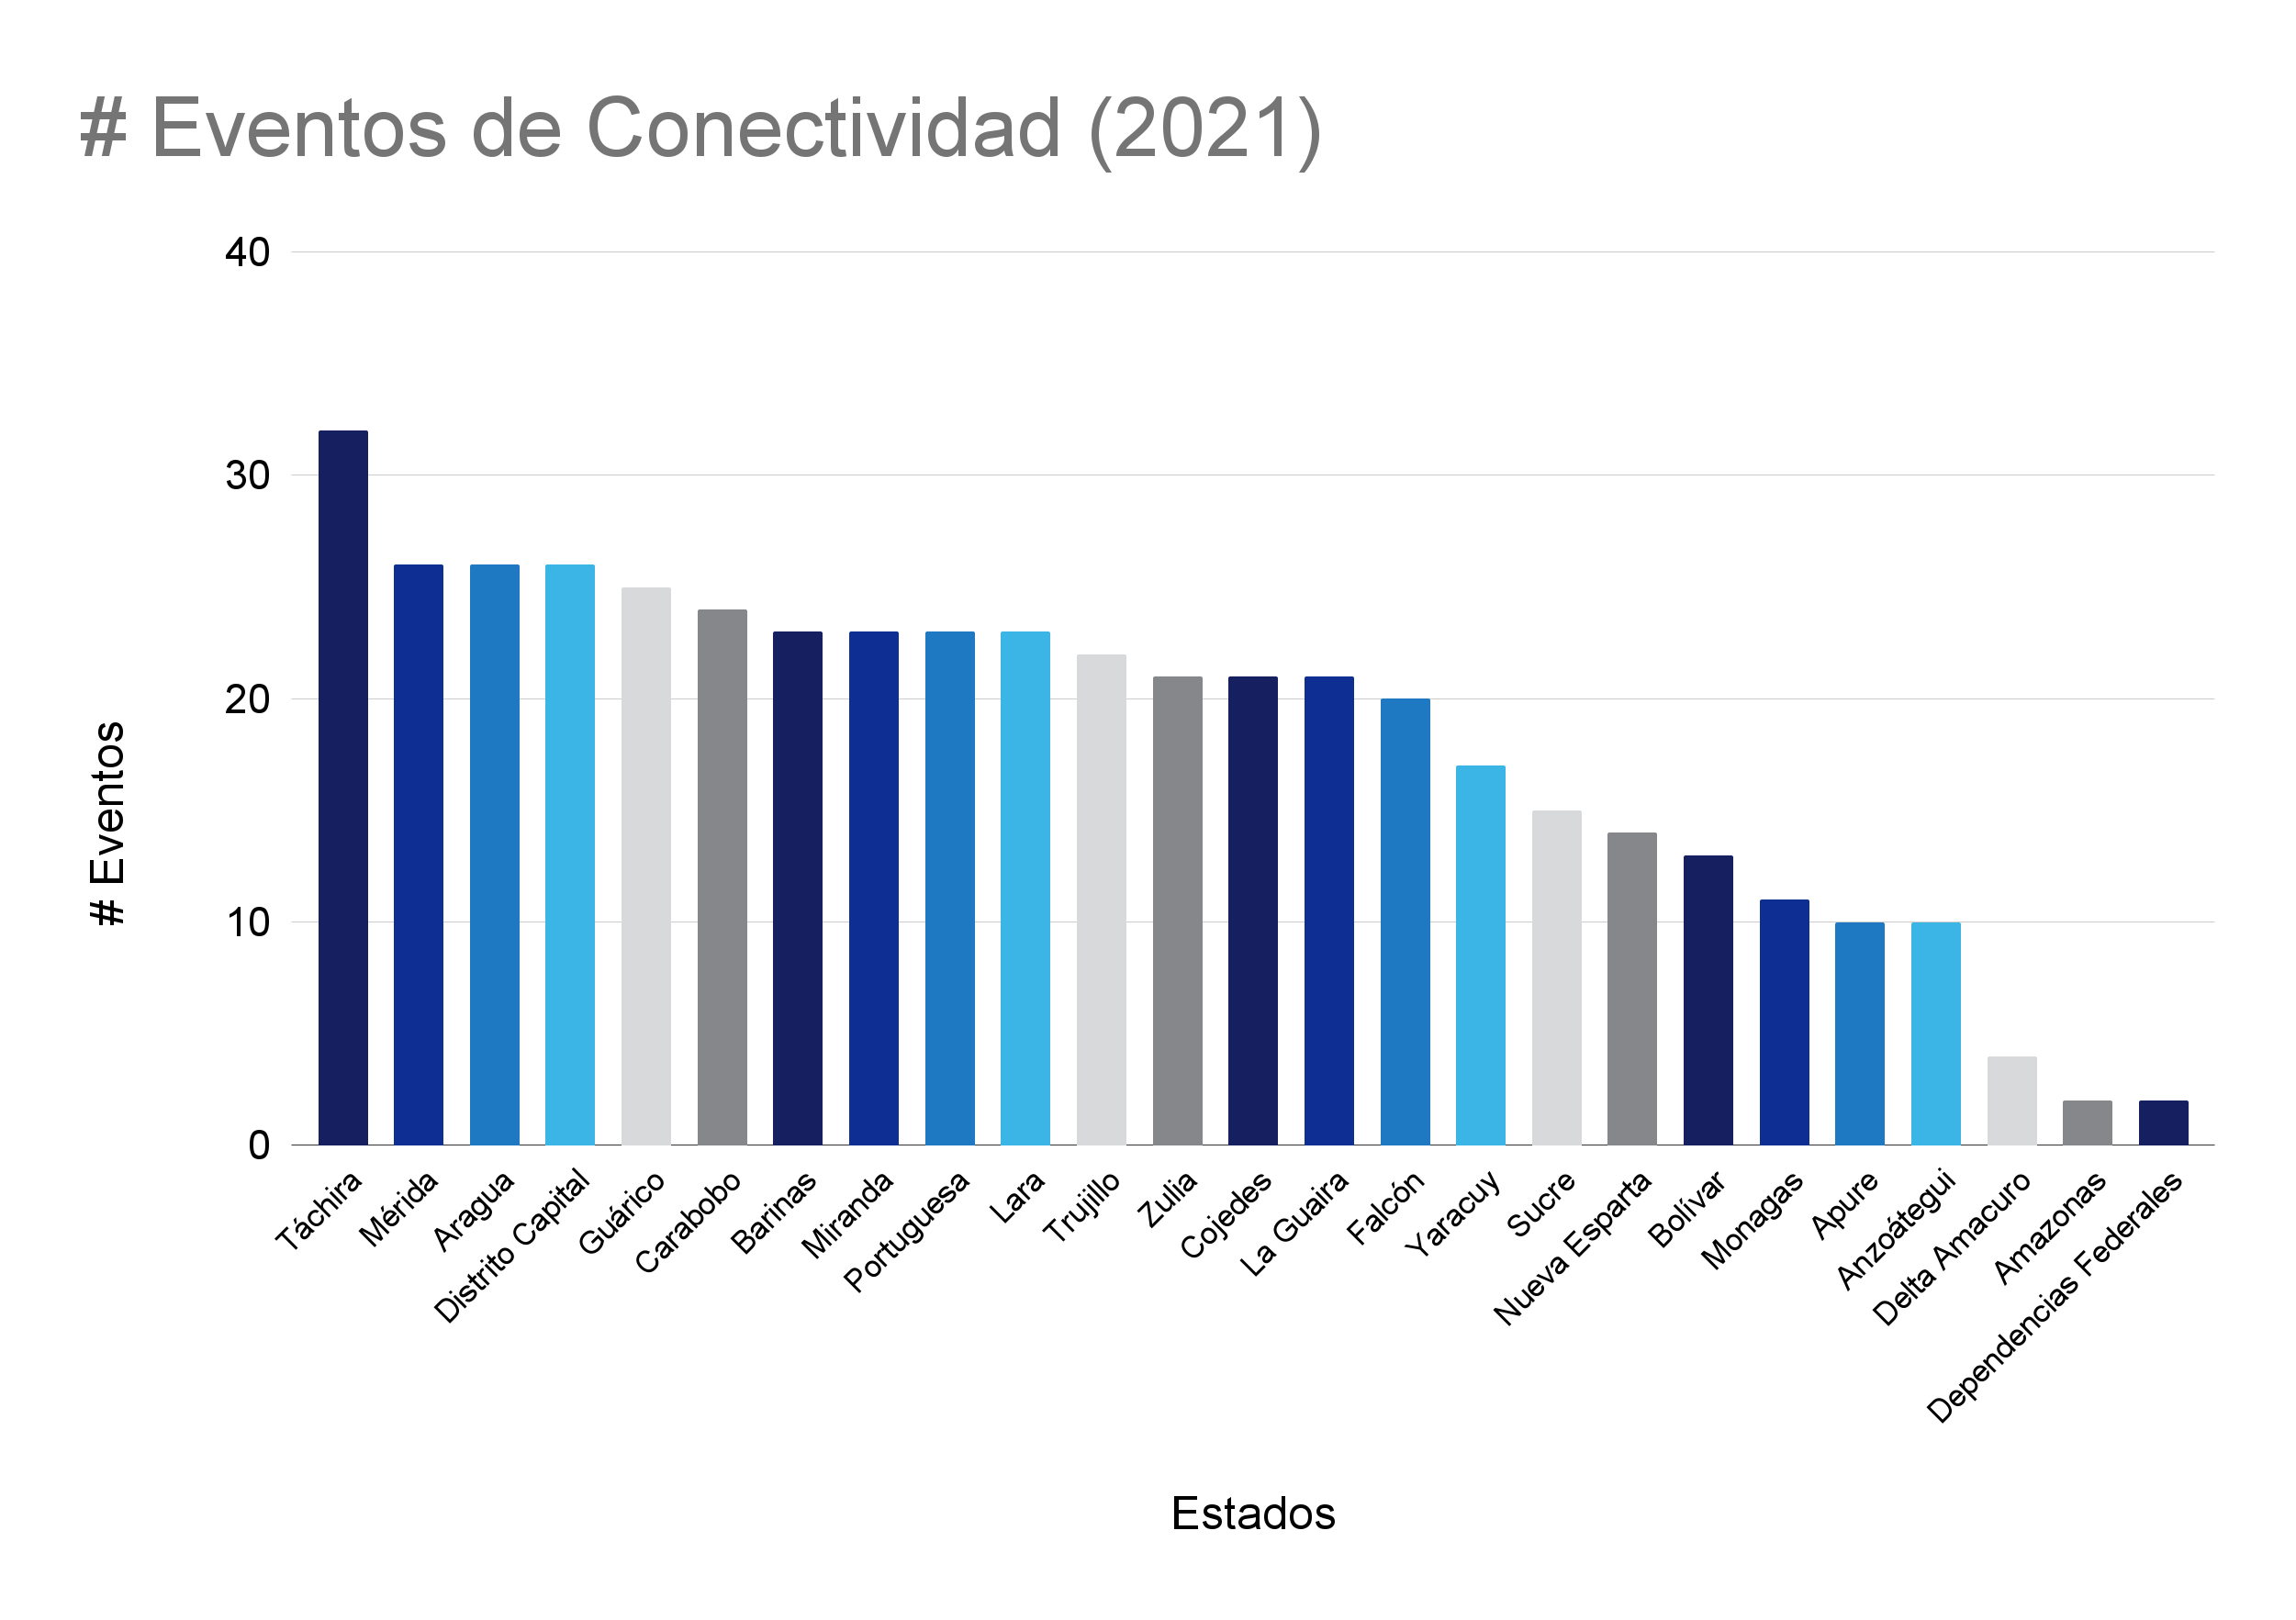 # Eventos de Conectividad (2021)
40
30
20
10
0
# Eventos
Táchira
Mérida
Aragua
Distrito Capital
Guárico
Carabobo
Barinas
Miranda
Portuguesa
Lara
Trujillo
Zulia
Cojedes
La Guaira
Falcón
Yaracuy
Sucre
Nueva Esparta
Bolívar
Monagas
Apure
Anzoátegui
Delta Amacuro
Amazonas
Dependencias Federales
Estados